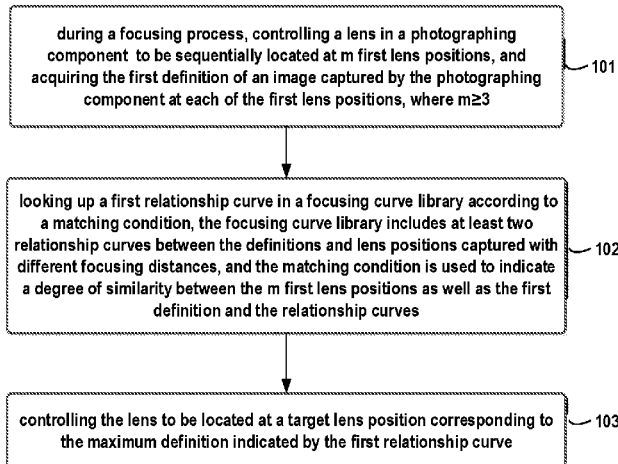 during a focusing process, controlling a lens in a photographing
component to be sequentially located at m first lens positions, and
acquiring the first definition of an image captured by the photographing
component at each of the first lens positions, where m≥3
101
looking up a first relationship curve in a focusing curve library according to
a matching condition, the focusing curve library includes at least two
relationship curves between the definitions and lens positions captured with
different focusing distances, and the matching condition is used to indicate
a degree of similarity between the m first lens positions as well as the first
definition and the relationship curves
102
controlling the lens to be located at a target lens position corresponding to
the maximum definition indicated by the first relationship curve
103